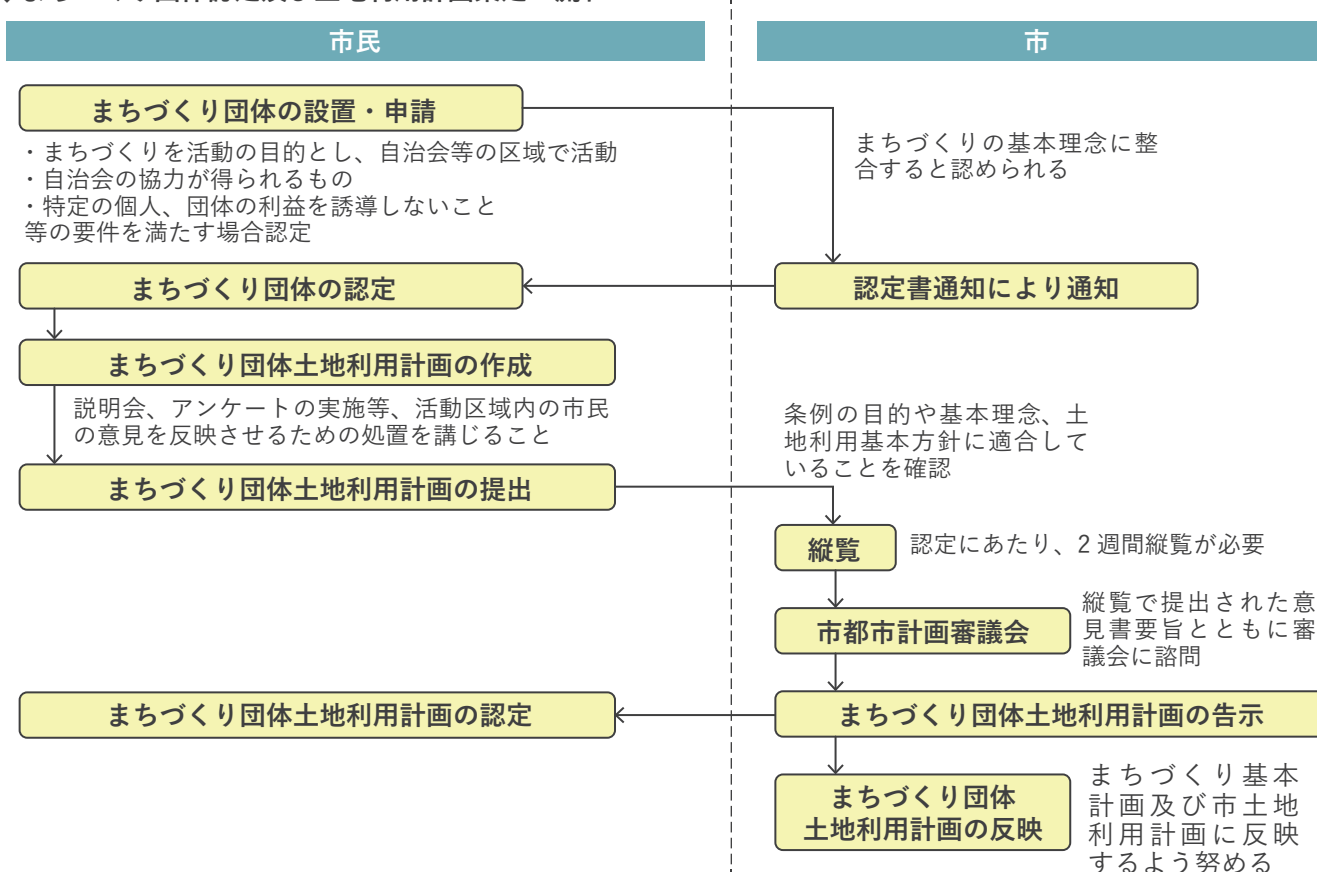 市民
市
まちづくり団体の設置・申請
・まちづくりを活動の目的とし、自治会等の区域で活動
・自治会の協力が得られるもの
・特定の個人、団体の利益を誘導しないこと
等の要件を満たす場合認定
まちづくりの基本理念に整
合すると認められる
まちづくり団体の認定
認定書通知により通知
まちづくり団体土地利用計画の作成
説明会、アンケートの実施等、活動区域内の市民
の意見を反映させるための処置を講じること
条例の目的や基本理念、土
地利用基本方針に適合して
いることを確認
まちづくり団体土地利用計画の提出
縦覧
認定にあたり、2 週間縦覧が必要
市都市計画審議会
縦覧で提出された意
見書要旨とともに審
議会に諮問
まちづくり団体土地利用計画の認定
まちづくり団体土地利用計画の告示
まちづくり団体
土地利用計画の反映
まちづくり基本
計画及び市土地
利用計画に反映
するよう努める